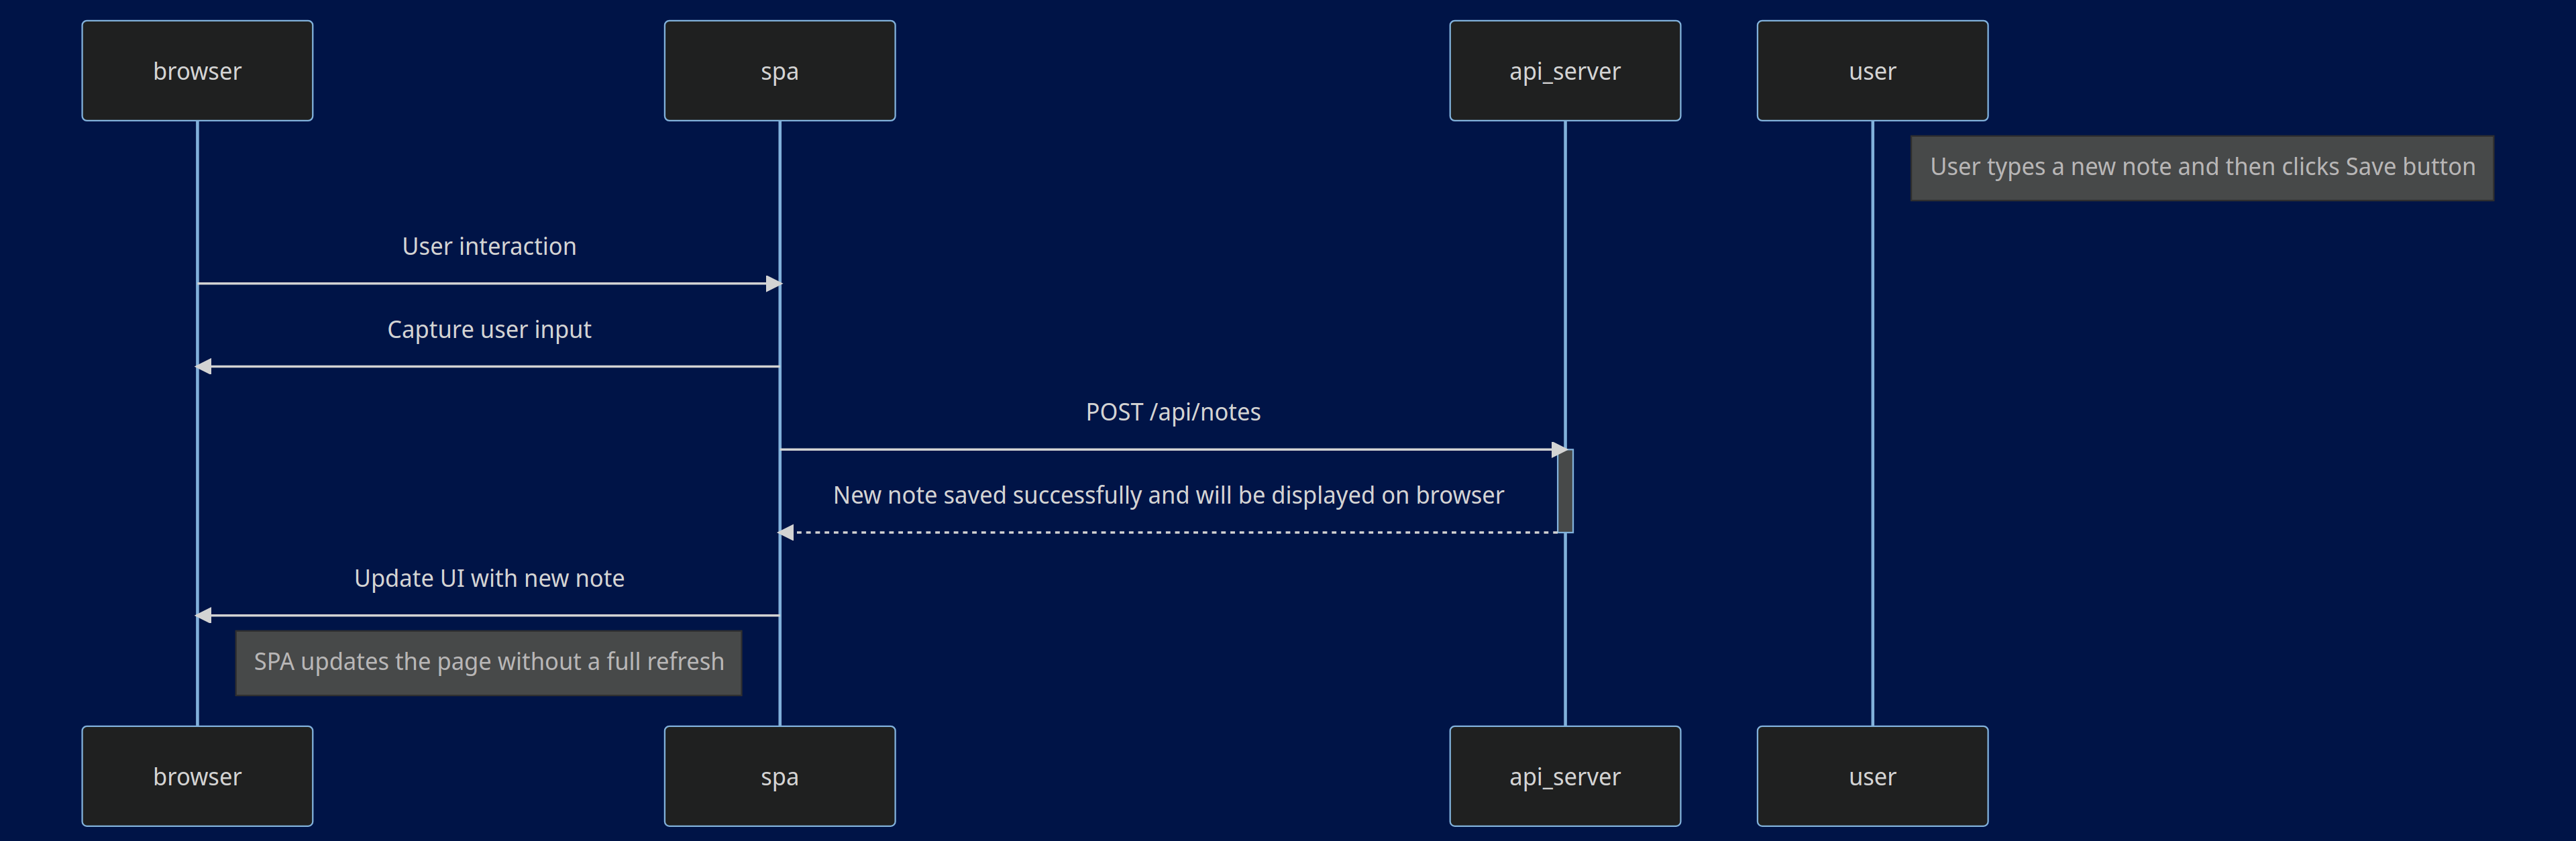 browser
spa
api_server
user
User types a new note and then clicks Save button
User interaction
Capture user input
POST /api/notes
New note saved successfully and will be displayed on browser
Update UI with new note
SPA updates the page without a full refresh
browser
spa
api_server
user